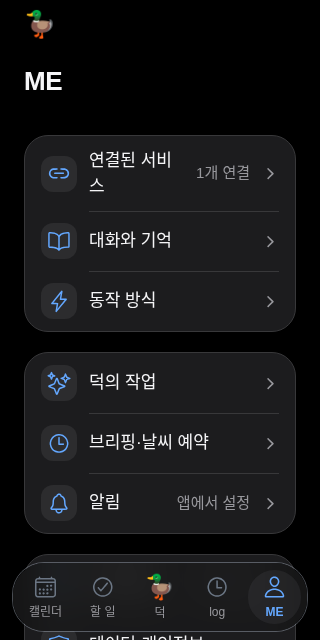 ME
연결된 서비
스
1개 연결
대화와 기억
동작 방식
덕의 작업
브리핑·날씨 예약
알림
앱에서 설정
캘린더
할 일
덕
log
ME